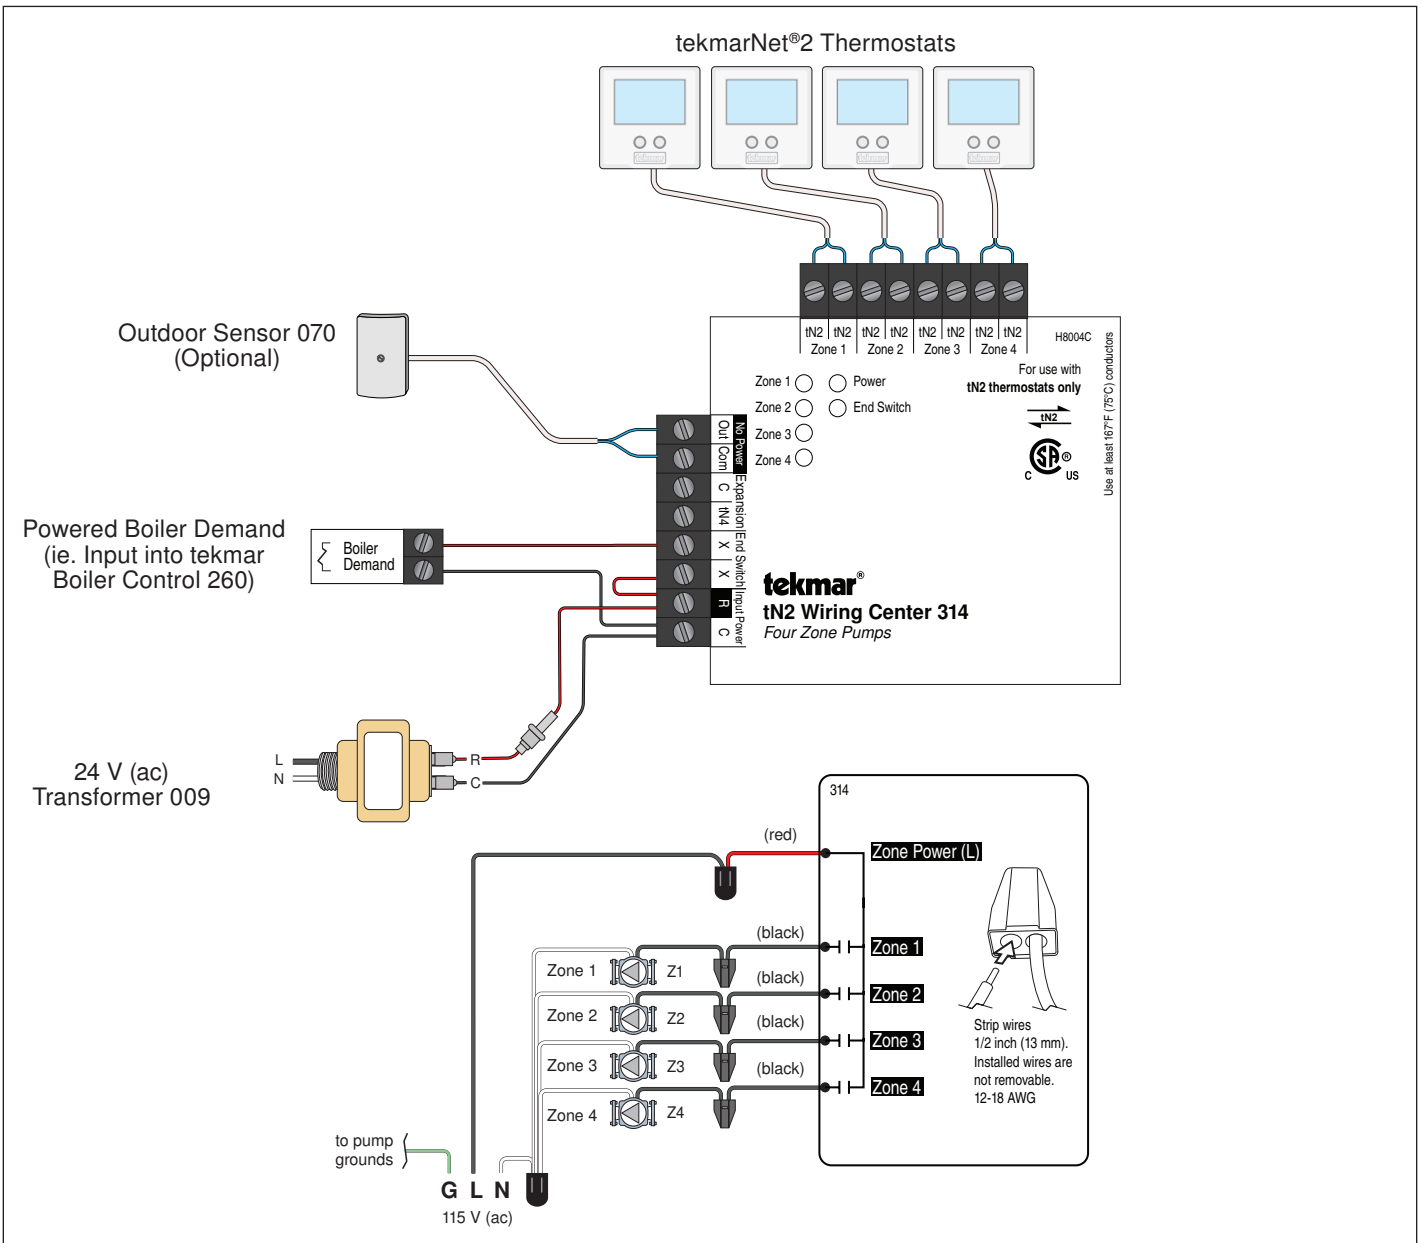 tekmarNet®2 Thermostats
tekmar
tekmar
tekmar
tekmar
Outdoor Sensor 070
(Optional)
tN2 tN2 tN2 tN2 tN2 tN2 tN2 tN2
Zone 1 Zone 2 Zone 3 Zone 4
H8004C
For use with
tN2 thermostats only
tN2
CSA ®
C US
Use at least 167°F (75°C) conductors
Zone 1
Zone 2
Zone 3
Zone 4
Power
End Switch
No Power
Out
Com
Expansion
C
tN4
End Switch
X
X
Input Power
R
C
Powered Boiler Demand
(ie. Input into tekmar
Boiler Control 260)
Boiler
Demand
tekmar®
tN2 Wiring Center 314
Four Zone Pumps
24 V (ac)
Transformer 009
L
N
R
C
314
(red)
Zone Power (L)
(black)
Zone 1
(black)
Zone 2
(black)
Zone 3
(black)
Zone 4
Zone 1 Z1
Zone 2 Z2
Zone 3 Z3
Zone 4 Z4
Strip wires
1/2 inch (13 mm).
Installed wires are
not removable.
12-18 AWG
to pump
grounds
G L N
115 V (ac)